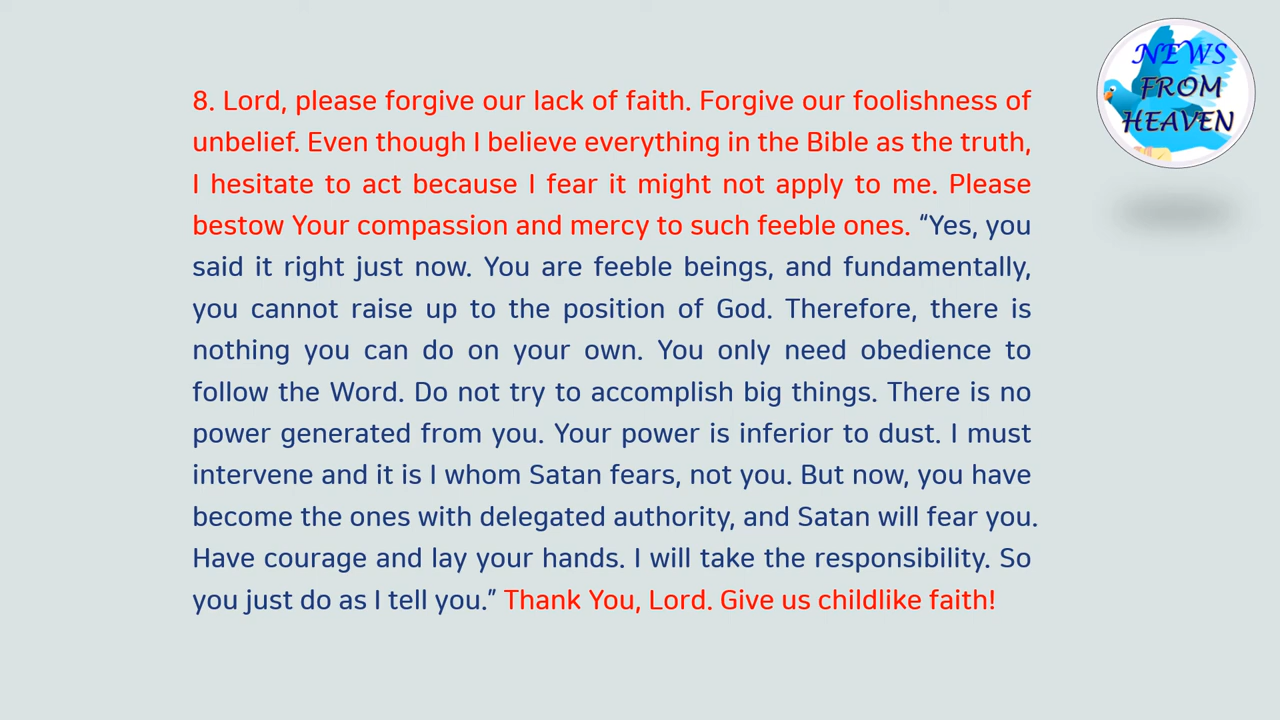 NEWS
FROM
HEAVEN
8. Lord, please forgive our lack of faith. Forgive our foolishness of
unbelief. Even though I believe everything in the Bible as the truth,
I hesitate to act because I fear it might not apply to me. Please
bestow Your compassion and mercy to such feeble ones. “Yes, you
said it right just now. You are feeble beings, and fundamentally,
you cannot raise up to the position of God. Therefore, there is
nothing you can do on your own. You only need obedience to
follow the Word. Do not try to accomplish big things. There is no
power generated from you. Your power is inferior to dust. I must
intervene and it is I whom Satan fears, not you. But now, you have
become the ones with delegated authority, and Satan will fear you.
Have courage and lay your hands. I will take the responsibility. So
you just do as I tell you.” Thank You, Lord. Give us childlike faith!